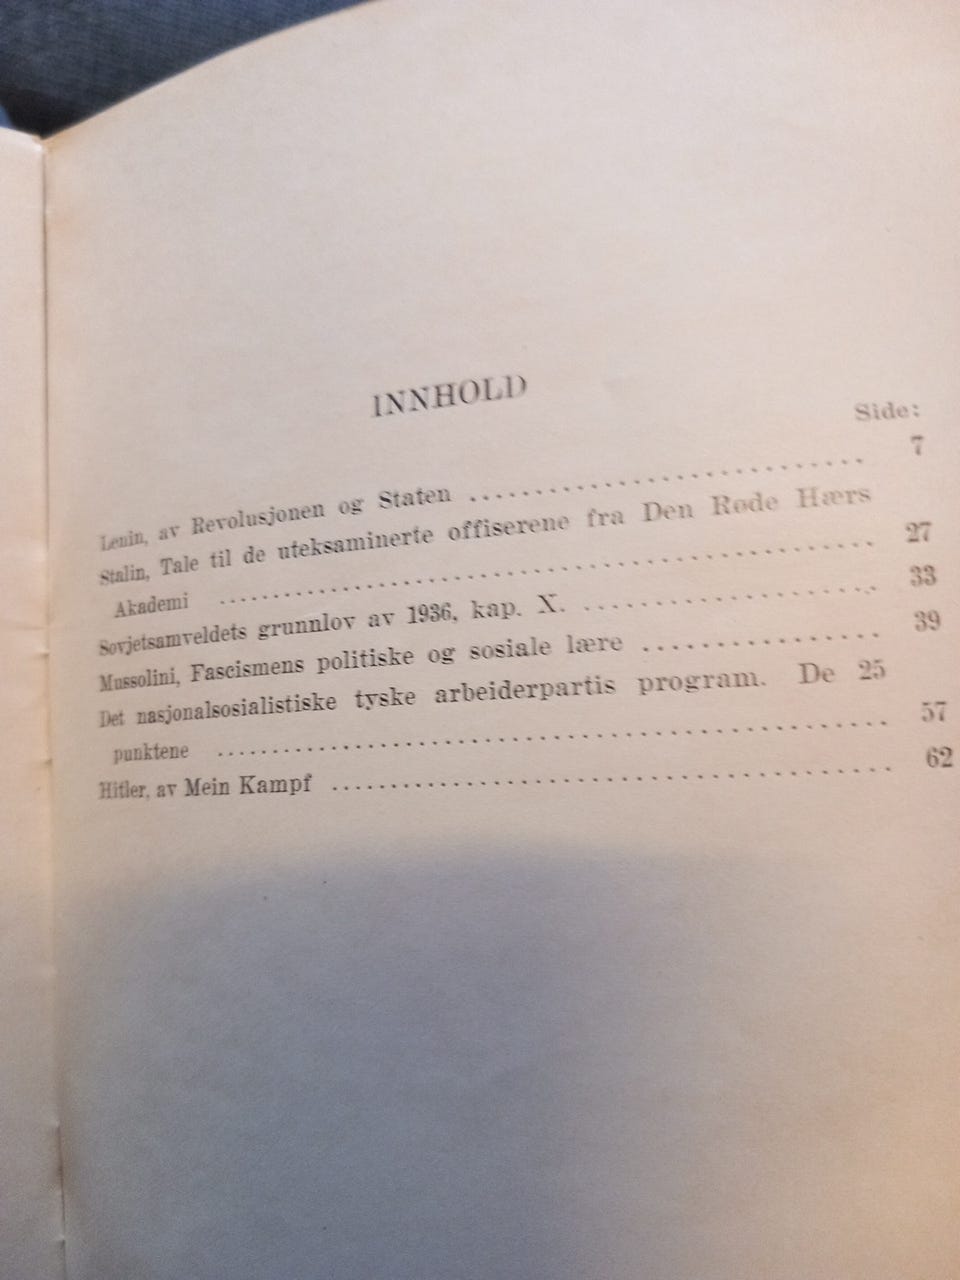 INNHOLD
Side:
Lenin, av Revolusjonen og Staten ............................ 7
Stalin, Tale til de uteksaminerte offiserene fra Den Røde Hærs
Akademi ................................................ 27
Sovjetsamveldets grunnlov av 1936, kap. X. .................... 33
Mussolini, Fascismens politiske og sosiale lære ................ 39
Det nasjonalsosialistiske tyske arbeiderpartis program. De 25
punktene ................................................ 57
Hitler, av Mein Kampf ...................................... 62